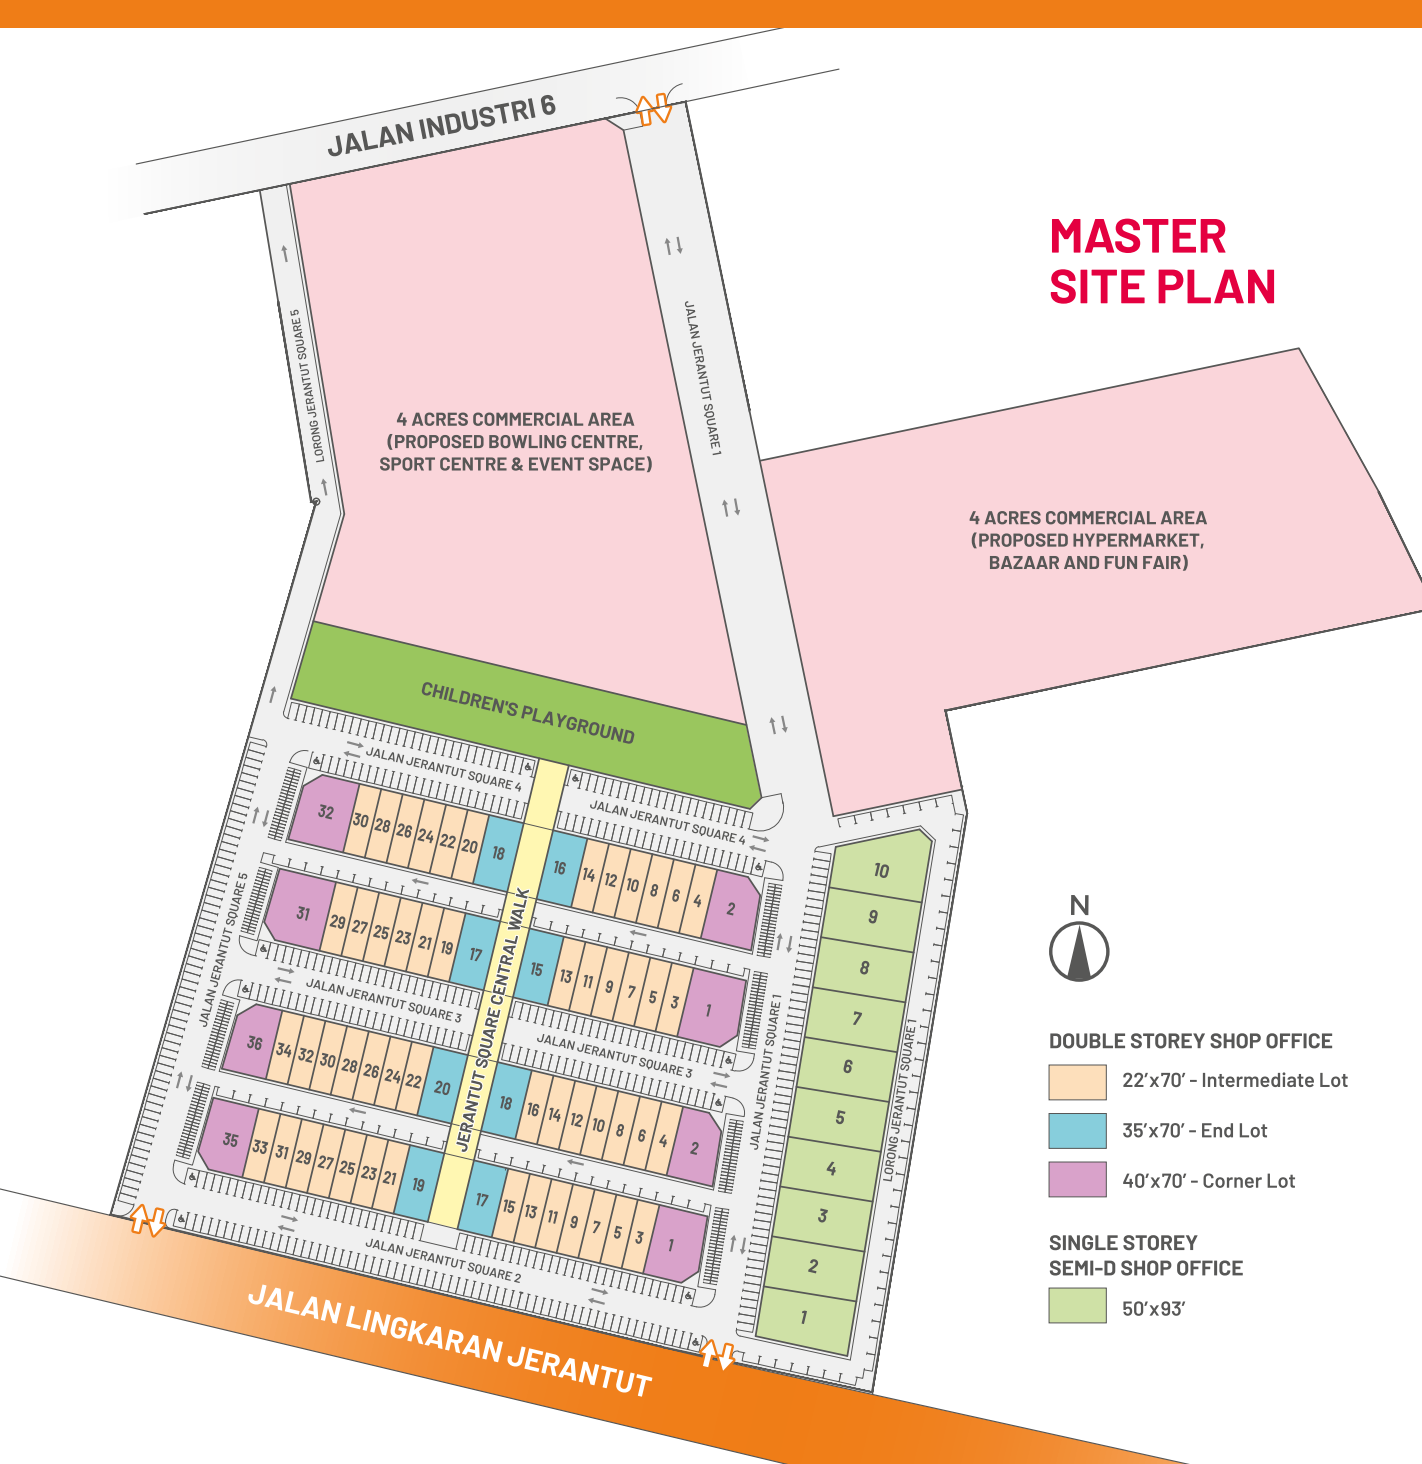 JALAN INDUSTRI 6
MASTER
SITE PLAN
LORONG JERANTUT SQUARE 5
JALAN JERANTUT SQUARE 1
4 ACRES COMMERCIAL AREA
(PROPOSED BOWLING CENTRE,
SPORT CENTRE & EVENT SPACE)
4 ACRES COMMERCIAL AREA
(PROPOSED HYPERMARKET,
BAZAAR AND FUN FAIR)
CHILDREN'S PLAYGROUND
JALAN JERANTUT SQUARE 4
JALAN JERANTUT SQUARE 4
32 30 28 26 24 22 20 18
16 14 12 10 8 6 4 2
JALAN JERANTUT SQUARE 5
31 29 27 25 23 21 19 17
15 13 11 9 7 5 3 1
JERANTUT SQUARE CENTRAL WALK
JALAN JERANTUT SQUARE 3
JALAN JERANTUT SQUARE 3
36 34 32 30 28 26 24 22 20
18 16 14 12 10 8 6 4 2
JALAN JERANTUT SQUARE 1
35 33 31 29 27 25 23 21 19
17 15 13 11 9 7 5 3 1
JALAN JERANTUT SQUARE 2
10
9
8
7
6
5
4
3
2
1
LORONG JERANTUT SQUARE 1
JALAN LINGKARAN JERANTUT
N
DOUBLE STOREY SHOP OFFICE
22'x70' - Intermediate Lot
35'x70' - End Lot
40'x70' - Corner Lot
SINGLE STOREY
SEMI-D SHOP OFFICE
50'x93'